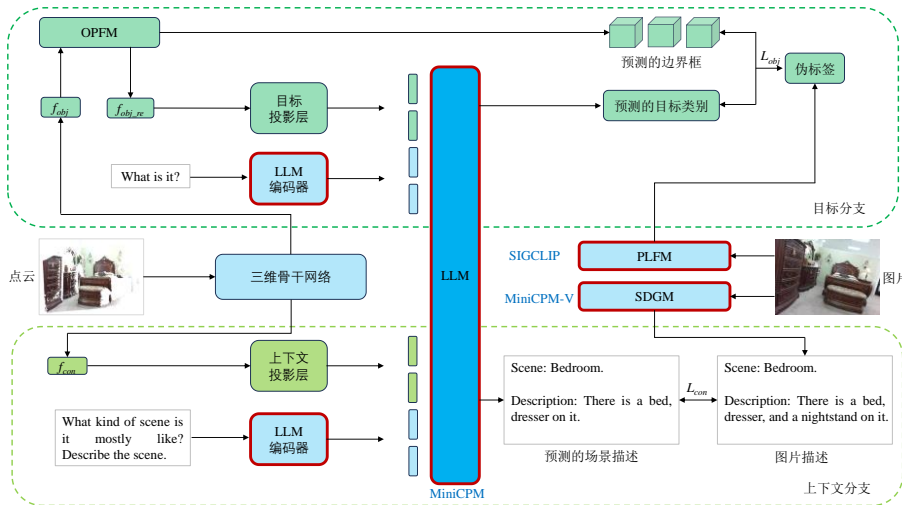 OPFM
预测的边界框
L_obj
伪标签
f_obj
f_obj_re
目标
投影层
预测的目标类别
What is it?
LLM
编码器
目标分支
点云
三维骨干网络
LLM
SIGCLIP
PLFM
MiniCPM-V
SDGM
图片
f_con
上下文
投影层
What kind of scene is
it mostly like?
Describe the scene.
LLM
编码器
Scene: Bedroom.
Description: There is a bed,
dresser on it.
预测的场景描述
L_con
Scene: Bedroom.
Description: There is a bed,
dresser, and a nightstand on it.
图片描述
MiniCPM
上下文分支